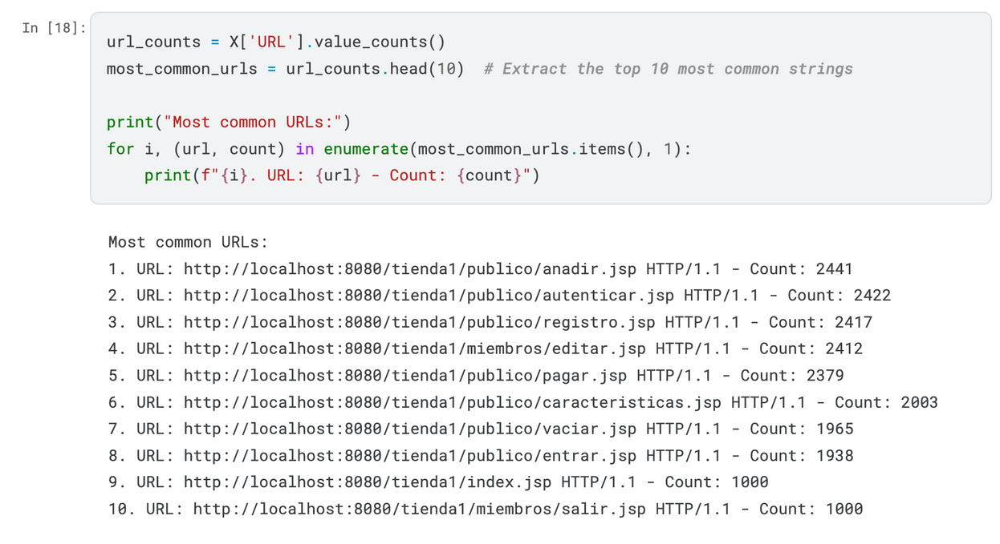 In [18]:
url_counts = X['URL'].value_counts()
most_common_urls = url_counts.head(10)  # Extract the top 10 most common strings
print("Most common URLs:")
for i, (url, count) in enumerate(most_common_urls.items(), 1):
    print(f"{i}. URL: {url} - Count: {count}")
Most common URLs:
1. URL: http://localhost:8080/tienda1/publico/anadir.jsp HTTP/1.1 - Count: 2441
2. URL: http://localhost:8080/tienda1/publico/autenticar.jsp HTTP/1.1 - Count: 2422
3. URL: http://localhost:8080/tienda1/publico/registro.jsp HTTP/1.1 - Count: 2417
4. URL: http://localhost:8080/tienda1/miembros/editar.jsp HTTP/1.1 - Count: 2412
5. URL: http://localhost:8080/tienda1/publico/pagar.jsp HTTP/1.1 - Count: 2379
6. URL: http://localhost:8080/tienda1/publico/caracteristicas.jsp HTTP/1.1 - Count: 2003
7. URL: http://localhost:8080/tienda1/publico/vaciar.jsp HTTP/1.1 - Count: 1965
8. URL: http://localhost:8080/tienda1/publico/entrar.jsp HTTP/1.1 - Count: 1938
9. URL: http://localhost:8080/tienda1/index.jsp HTTP/1.1 - Count: 1000
10. URL: http://localhost:8080/tienda1/miembros/salir.jsp HTTP/1.1 - Count: 1000